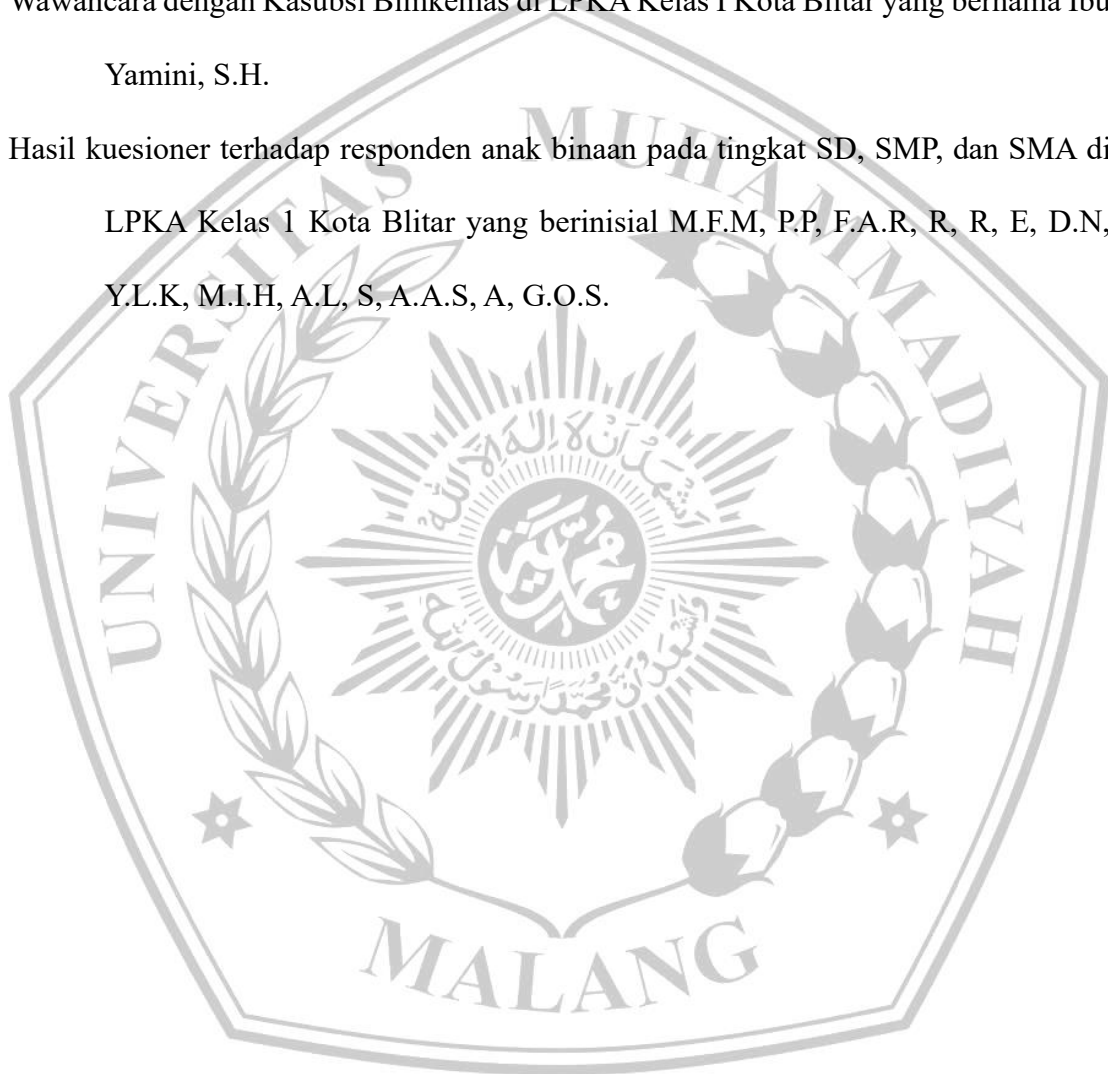 Wawancara dengan Kasubsi Bimkemas di LPKA Kelas I Kota Blitar yang bernama Ibu
Yamini, S.H.
Hasil kuesioner terhadap responden anak binaan pada tingkat SD, SMP, dan SMA di
LPKA Kelas 1 Kota Blitar yang berinisial M.F.M, P.P, F.A.R, R, R, E, D.N,
Y.L.K, M.I.H, A.L, S, A.A.S, A, G.O.S.
UNIVERSITAS MUHAMMADIYAH
MALANG